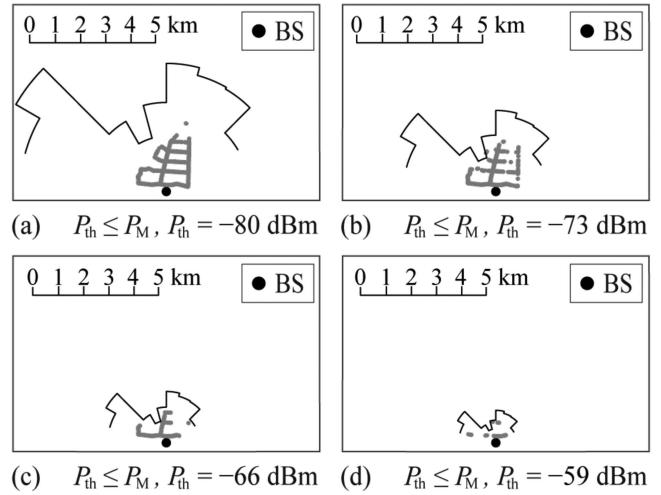 0 1 2 3 4 5 km
BS
(a) Pth ≤ PM , Pth = −80 dBm
0 1 2 3 4 5 km
BS
(b) Pth ≤ PM , Pth = −73 dBm
0 1 2 3 4 5 km
BS
(c) Pth ≤ PM , Pth = −66 dBm
0 1 2 3 4 5 km
BS
(d) Pth ≤ PM , Pth = −59 dBm